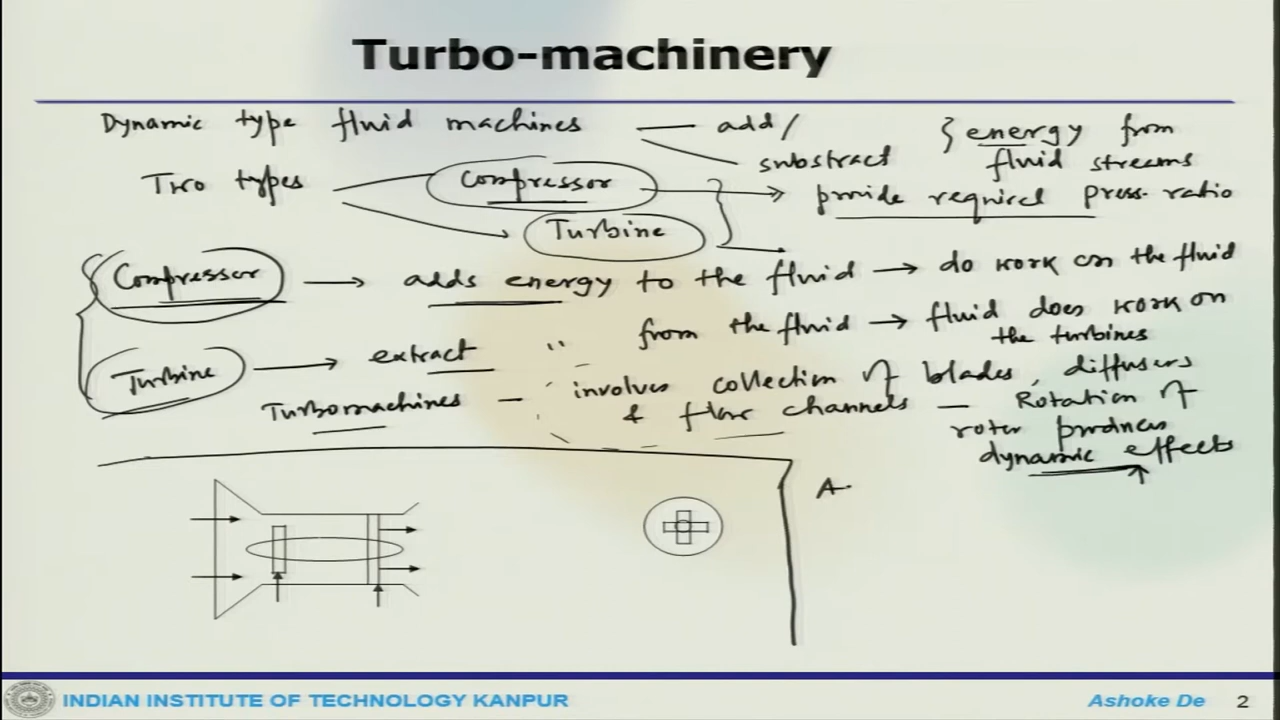 Turbo-machinery
Dynamic type fluid machines — add / } energy from
substract fluid streams
Two types Compressor → provide required press. ratio
Turbine
Compressor → adds energy to the fluid → do work on the fluid
Turbine → extract " from the fluid → fluid does work on
the turbines
Turbomachines – involves collection of blades, diffusers
& flow channels — Rotation of
rotor produces
dynamic effects
A
INDIAN INSTITUTE OF TECHNOLOGY KANPUR Ashoke De 2